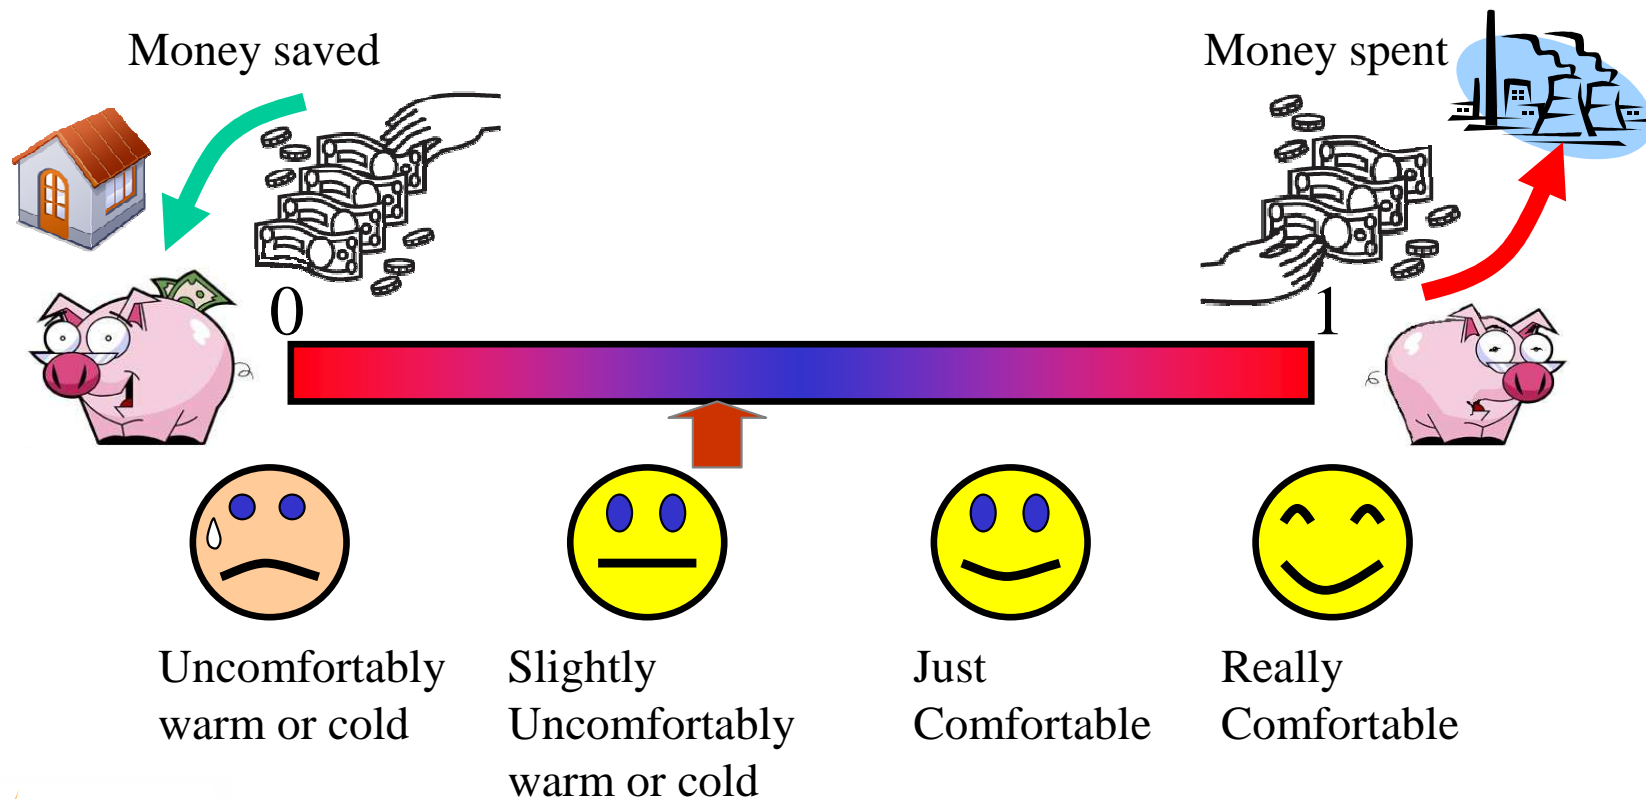 Money saved
Money spent
0
1
Uncomfortably
warm or cold
Slightly
Uncomfortably
warm or cold
Just
Comfortable
Really
Comfortable